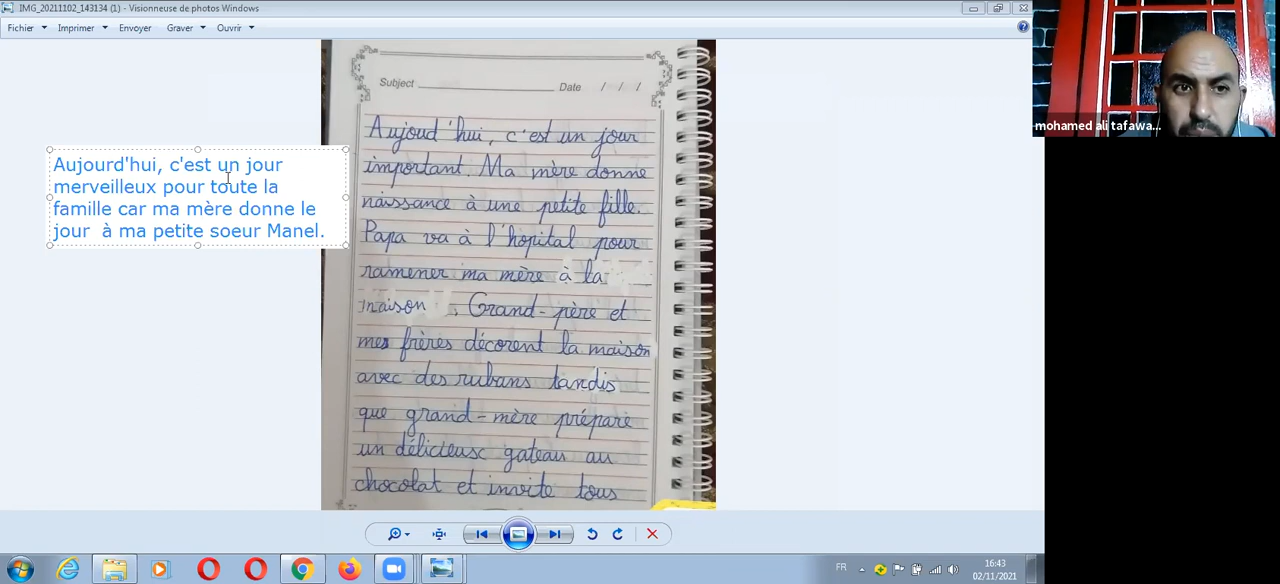 IMG_20211102_143134 (1) - Visionneuse de photos Windows
Fichier Imprimer Envoyer Graver Ouvrir
mohamed ali tafawa...
Subject Date / / /
Aujourd'hui, c'est un jour
merveilleux pour toute la
famille car ma mère donne le
jour à ma petite soeur Manel.
Aujoud'hui, c'est un jour
important. Ma mère donne
naissance à une petite fille.
Papa va à l'hopital pour
ramener ma mère à la
maison. Grand-père et
mes frères décorent la maison
avec des rubans tandis
que grand-mère prépare
un délicieux gateau au
chocolat et invite tous
FR
16:43
02/11/2021